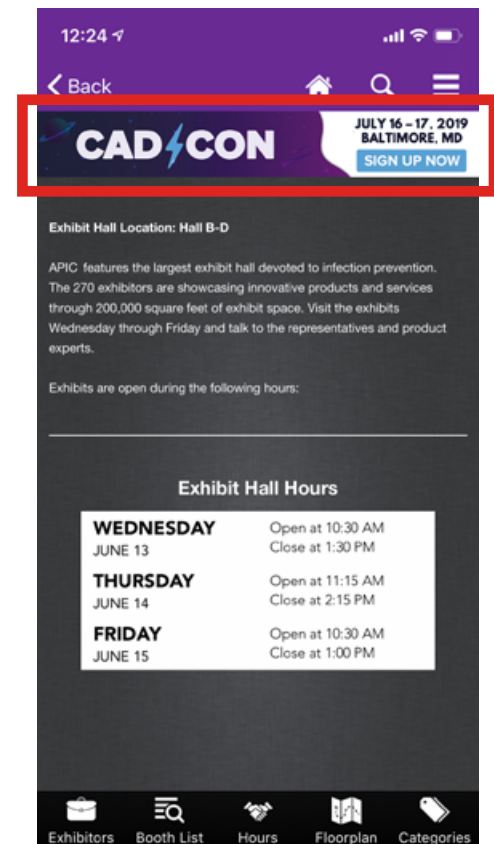 12:24
Back
CAD CON
JULY 16 – 17, 2019
BALTIMORE, MD
SIGN UP NOW
Exhibit Hall Location: Hall B-D
APIC features the largest exhibit hall devoted to infection prevention.
The 270 exhibitors are showcasing innovative products and services
through 200,000 square feet of exhibit space. Visit the exhibits
Wednesday through Friday and talk to the representatives and product
experts.
Exhibits are open during the following hours:
Exhibit Hall Hours
WEDNESDAY Open at 10:30 AM
JUNE 13 Close at 1:30 PM
THURSDAY Open at 11:15 AM
JUNE 14 Close at 2:15 PM
FRIDAY Open at 10:30 AM
JUNE 15 Close at 1:00 PM
Exhibitors Booth List Hours Floorplan Categories